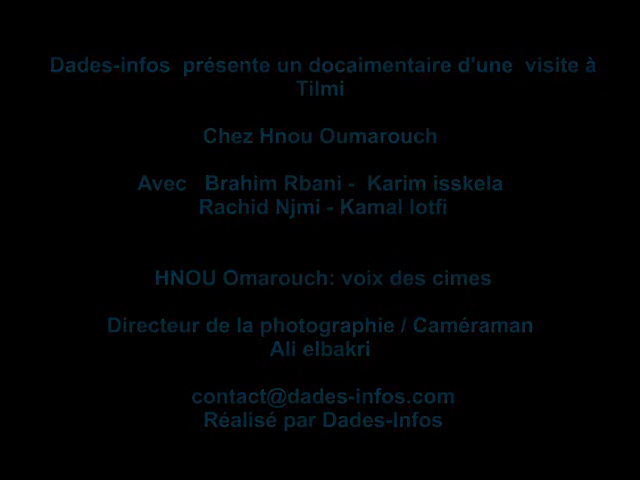 Dades-infos présente un docaimentaire d'une visite à
Tilmi
Chez Hnou Oumarouch
Avec Brahim Rbani - Karim isskela
Rachid Njmi - Kamal lotfi
HNOU Omarouch: voix des cimes
Directeur de la photographie / Caméraman
Ali elbakri
contact@dades-infos.com
Réalisé par Dades-Infos